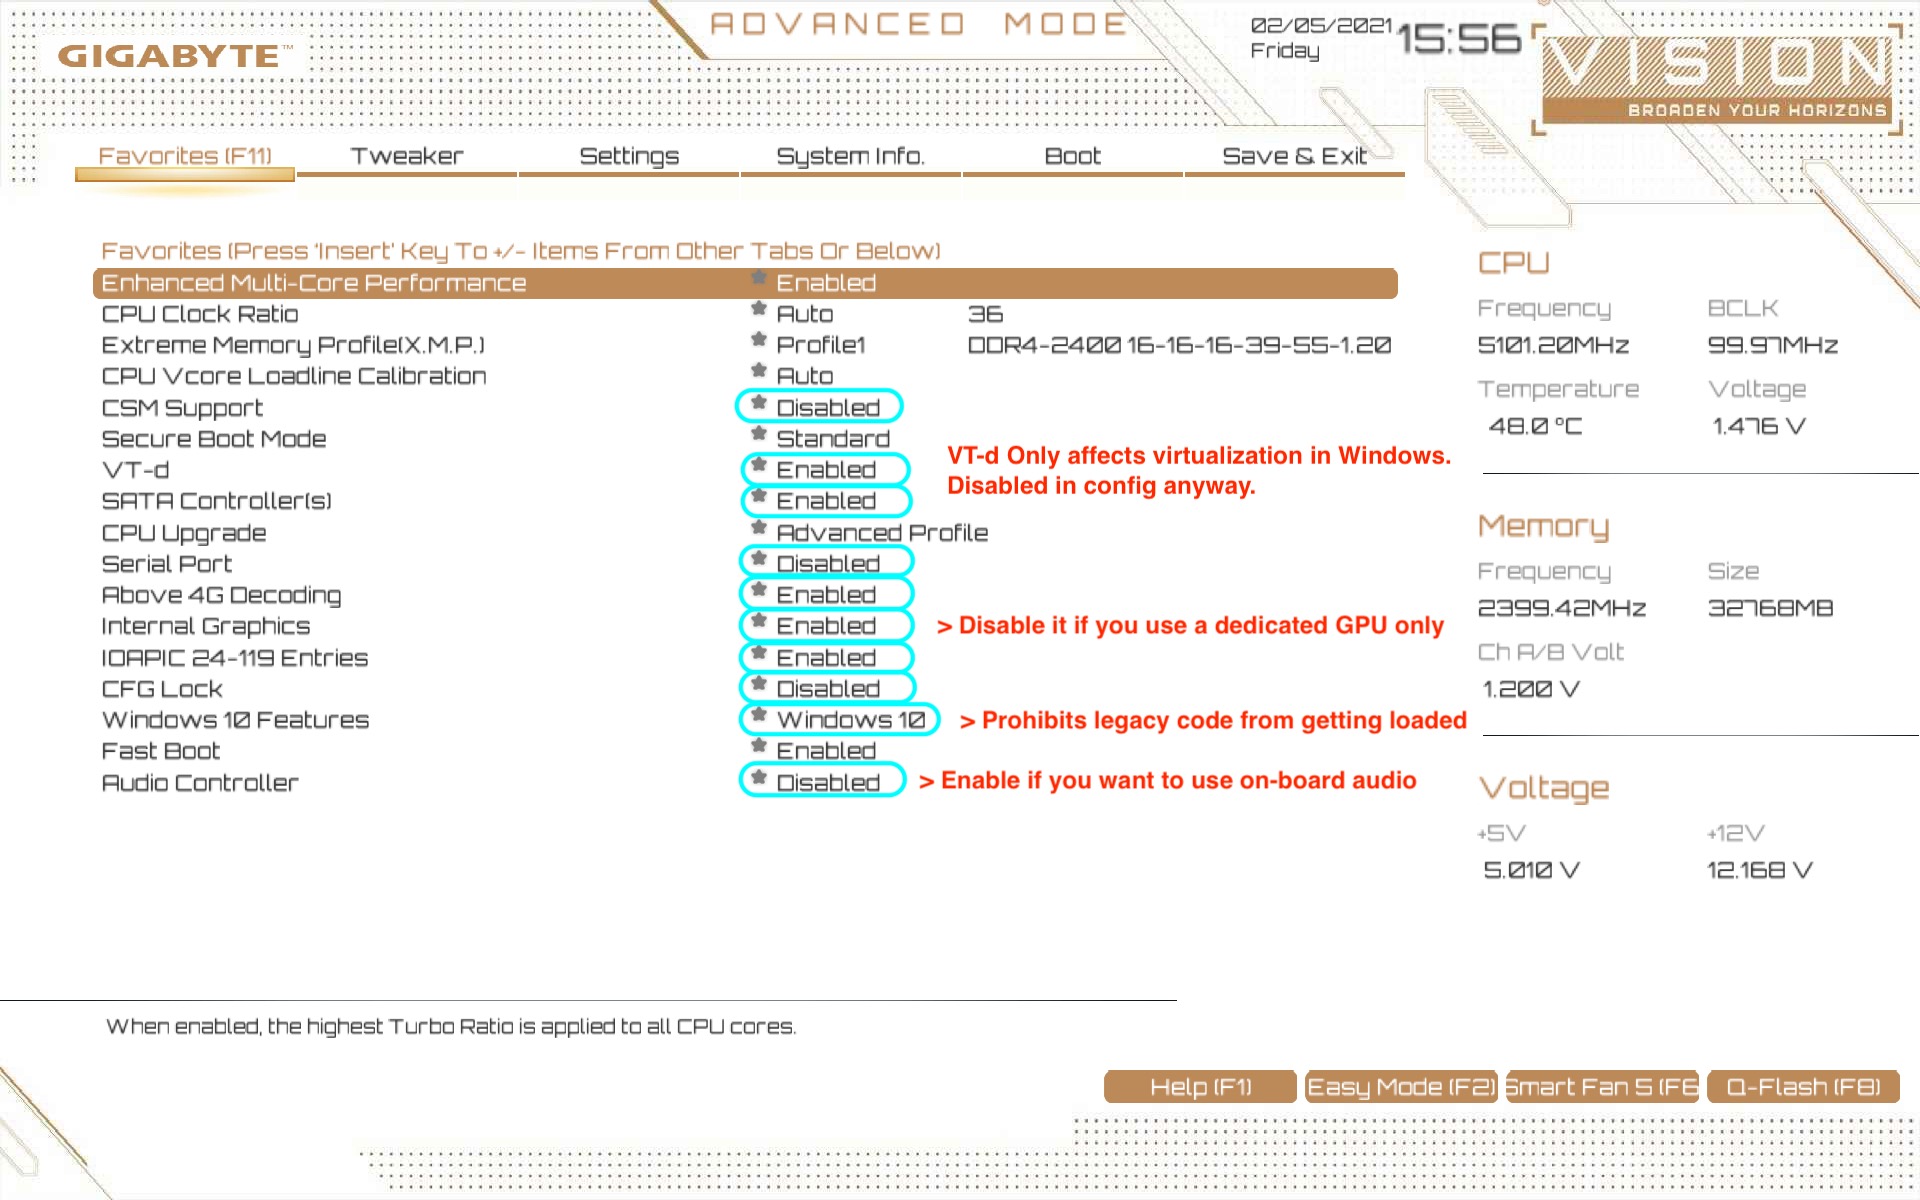 GIGABYTE™
ADVANCED MODE
02/05/2021 15:56
Friday
VISION
BROADEN YOUR HORIZONS
Favorites (F11) Tweaker Settings System Info. Boot Save & Exit
Favorites (Press 'Insert' Key To +/- Items From Other Tabs Or Below)
Enhanced Multi-Core Performance Enabled
CPU Clock Ratio Auto 36
Extreme Memory Profile(X.M.P.) Profile1 DDR4-2400 16-16-16-39-55-1.20
CPU Vcore Loadline Calibration Auto
CSM Support Disabled
Secure Boot Mode Standard
VT-d Enabled
VT-d Only affects virtualization in Windows.
Disabled in config anyway.
SATA Controller(s) Enabled
CPU Upgrade Advanced Profile
Serial Port Disabled
Above 4G Decoding Enabled
Internal Graphics Enabled > Disable it if you use a dedicated GPU only
IOAPIC 24-119 Entries Enabled
CFG Lock Disabled
Windows 10 Features Windows 10 > Prohibits legacy code from getting loaded
Fast Boot Enabled
Audio Controller Disabled > Enable if you want to use on-board audio
CPU
Frequency BCLK
5101.20MHz 99.97MHz
Temperature Voltage
48.0 °C 1.476 V
Memory
Frequency Size
2399.42MHz 32768MB
Ch A/B Volt
1.200 V
Voltage
+5V +12V
5.010 V 12.168 V
When enabled, the highest Turbo Ratio is applied to all CPU cores.
Help (F1) Easy Mode (F2) Smart Fan 5 (F6 Q-Flash (F8)